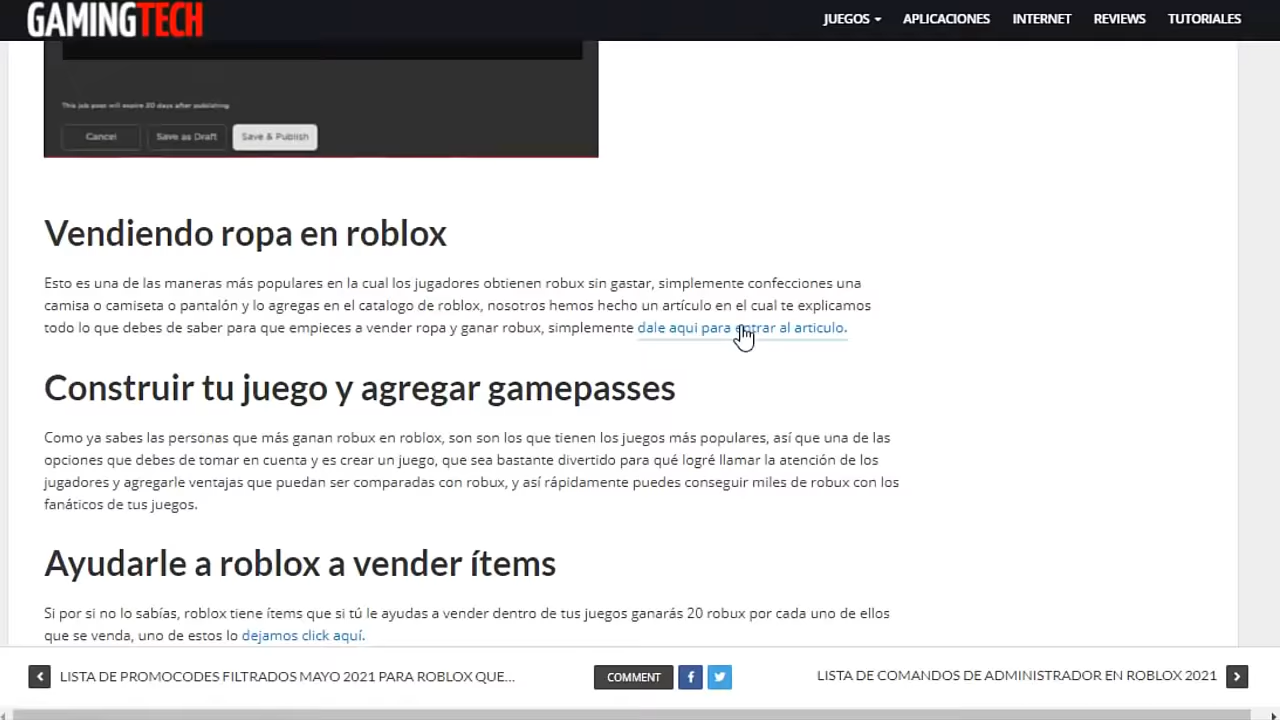 GAMINGTECH
JUEGOS APLICACIONES INTERNET REVIEWS TUTORIALES
This job post will expire 30 days after publishing.
Cancel Save as Draft Save & Publish
Vendiendo ropa en roblox
Esto es una de las maneras más populares en la cual los jugadores obtienen robux sin gastar, simplemente confecciones una
camisa o camiseta o pantalón y lo agregas en el catalogo de roblox, nosotros hemos hecho un artículo en el cual te explicamos
todo lo que debes de saber para que empieces a vender ropa y ganar robux, simplemente dale aqui para entrar al articulo.
Construir tu juego y agregar gamepasses
Como ya sabes las personas que más ganan robux en roblox, son son los que tienen los juegos más populares, así que una de las
opciones que debes de tomar en cuenta y es crear un juego, que sea bastante divertido para qué logré llamar la atención de los
jugadores y agregarle ventajas que puedan ser comparadas con robux, y así rápidamente puedes conseguir miles de robux con los
fanáticos de tus juegos.
Ayudarle a roblox a vender ítems
Si por si no lo sabías, roblox tiene ítems que si tú le ayudas a vender dentro de tus juegos ganarás 20 robux por cada uno de ellos
que se venda, uno de estos lo dejamos click aquí.
LISTA DE PROMOCODES FILTRADOS MAYO 2021 PARA ROBLOX QUE... COMMENT LISTA DE COMANDOS DE ADMINISTRADOR EN ROBLOX 2021